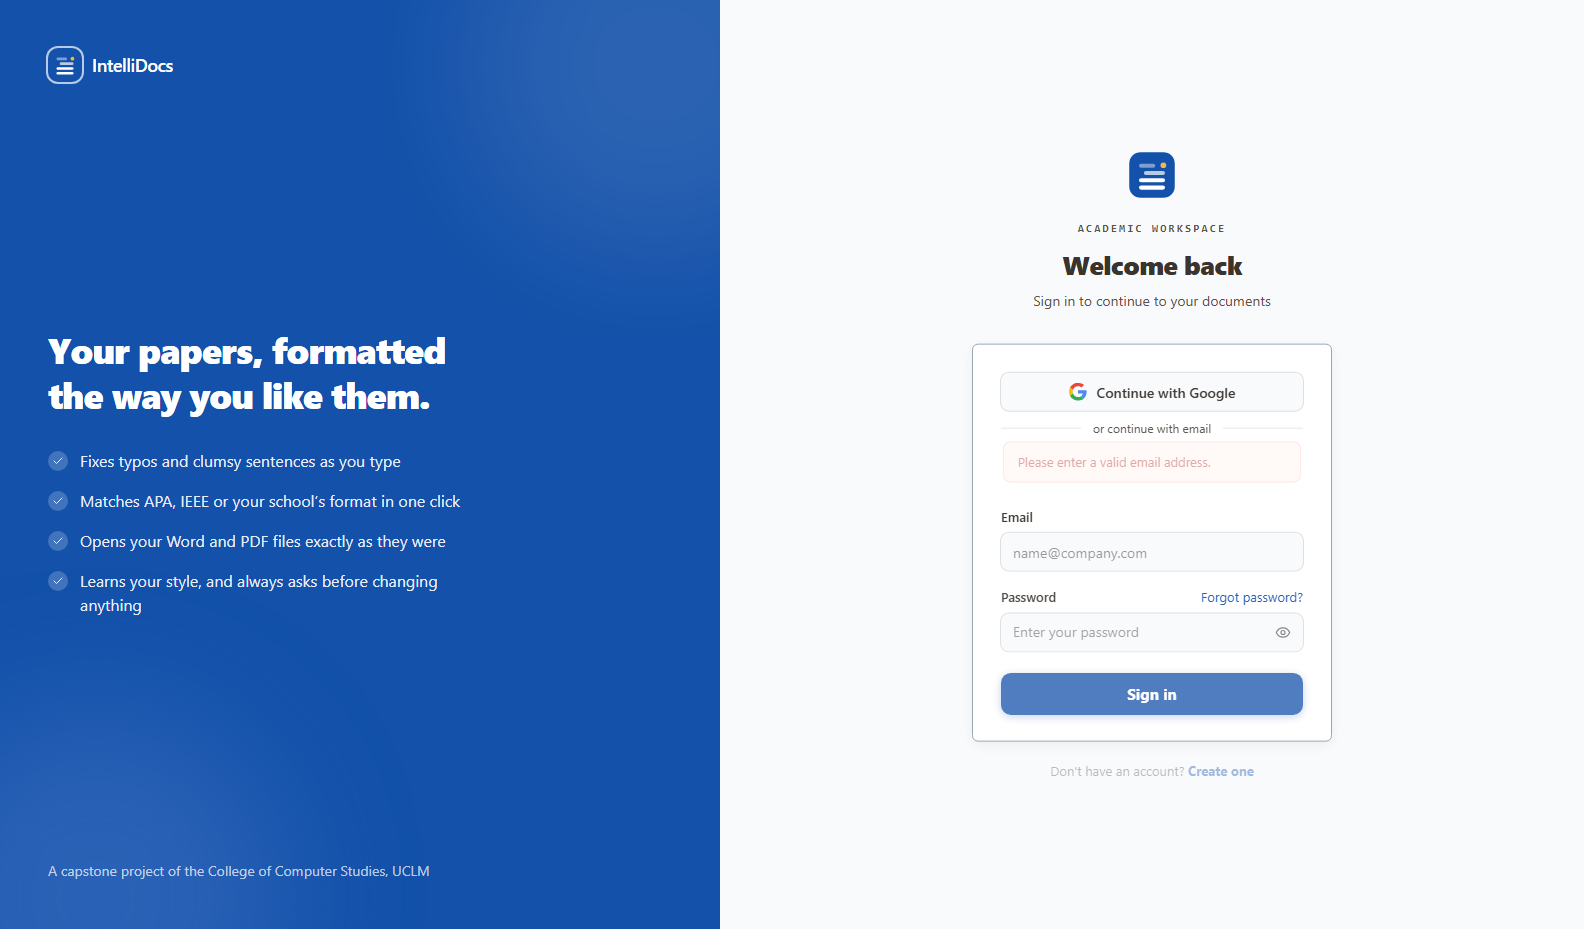 IntelliDocs
Your papers, formatted
the way you like them.
Fixes typos and clumsy sentences as you type
Matches APA, IEEE or your school’s format in one click
Opens your Word and PDF files exactly as they were
Learns your style, and always asks before changing
anything
A capstone project of the College of Computer Studies, UCLM
ACADEMIC WORKSPACE
Welcome back
Sign in to continue to your documents
Continue with Google
or continue with email
Please enter a valid email address.
Email
name@company.com
Password Forgot password?
Enter your password
Sign in
Don't have an account? Create one